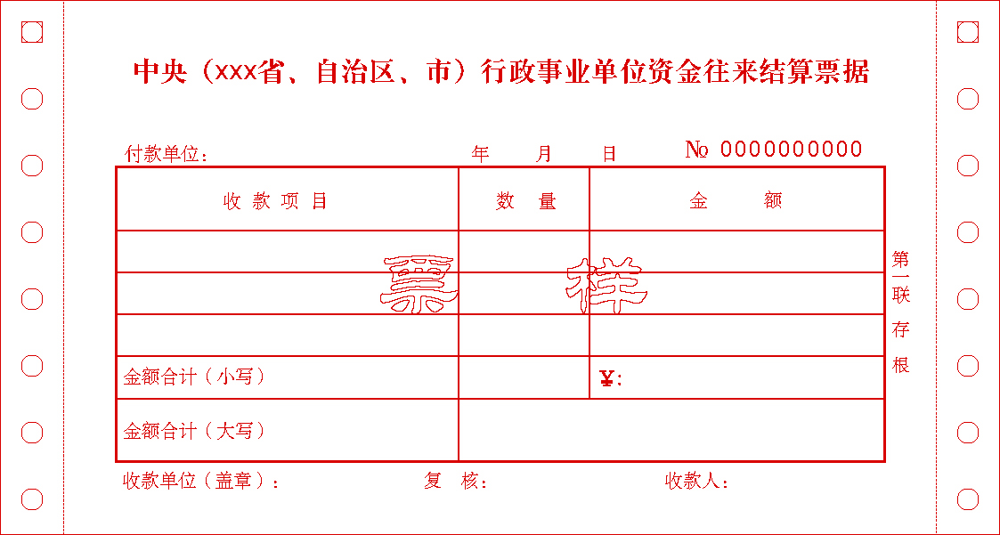 中央（xxx省、自治区、市）行政事业单位资金往来结算票据
付款单位: 年 月 日 № 0000000000
收 款 项 目 数 量 金 额
票 样
金额合计（小写） ¥:
金额合计（大写）
收款单位（盖章）: 复 核: 收款人:
第一联 存根